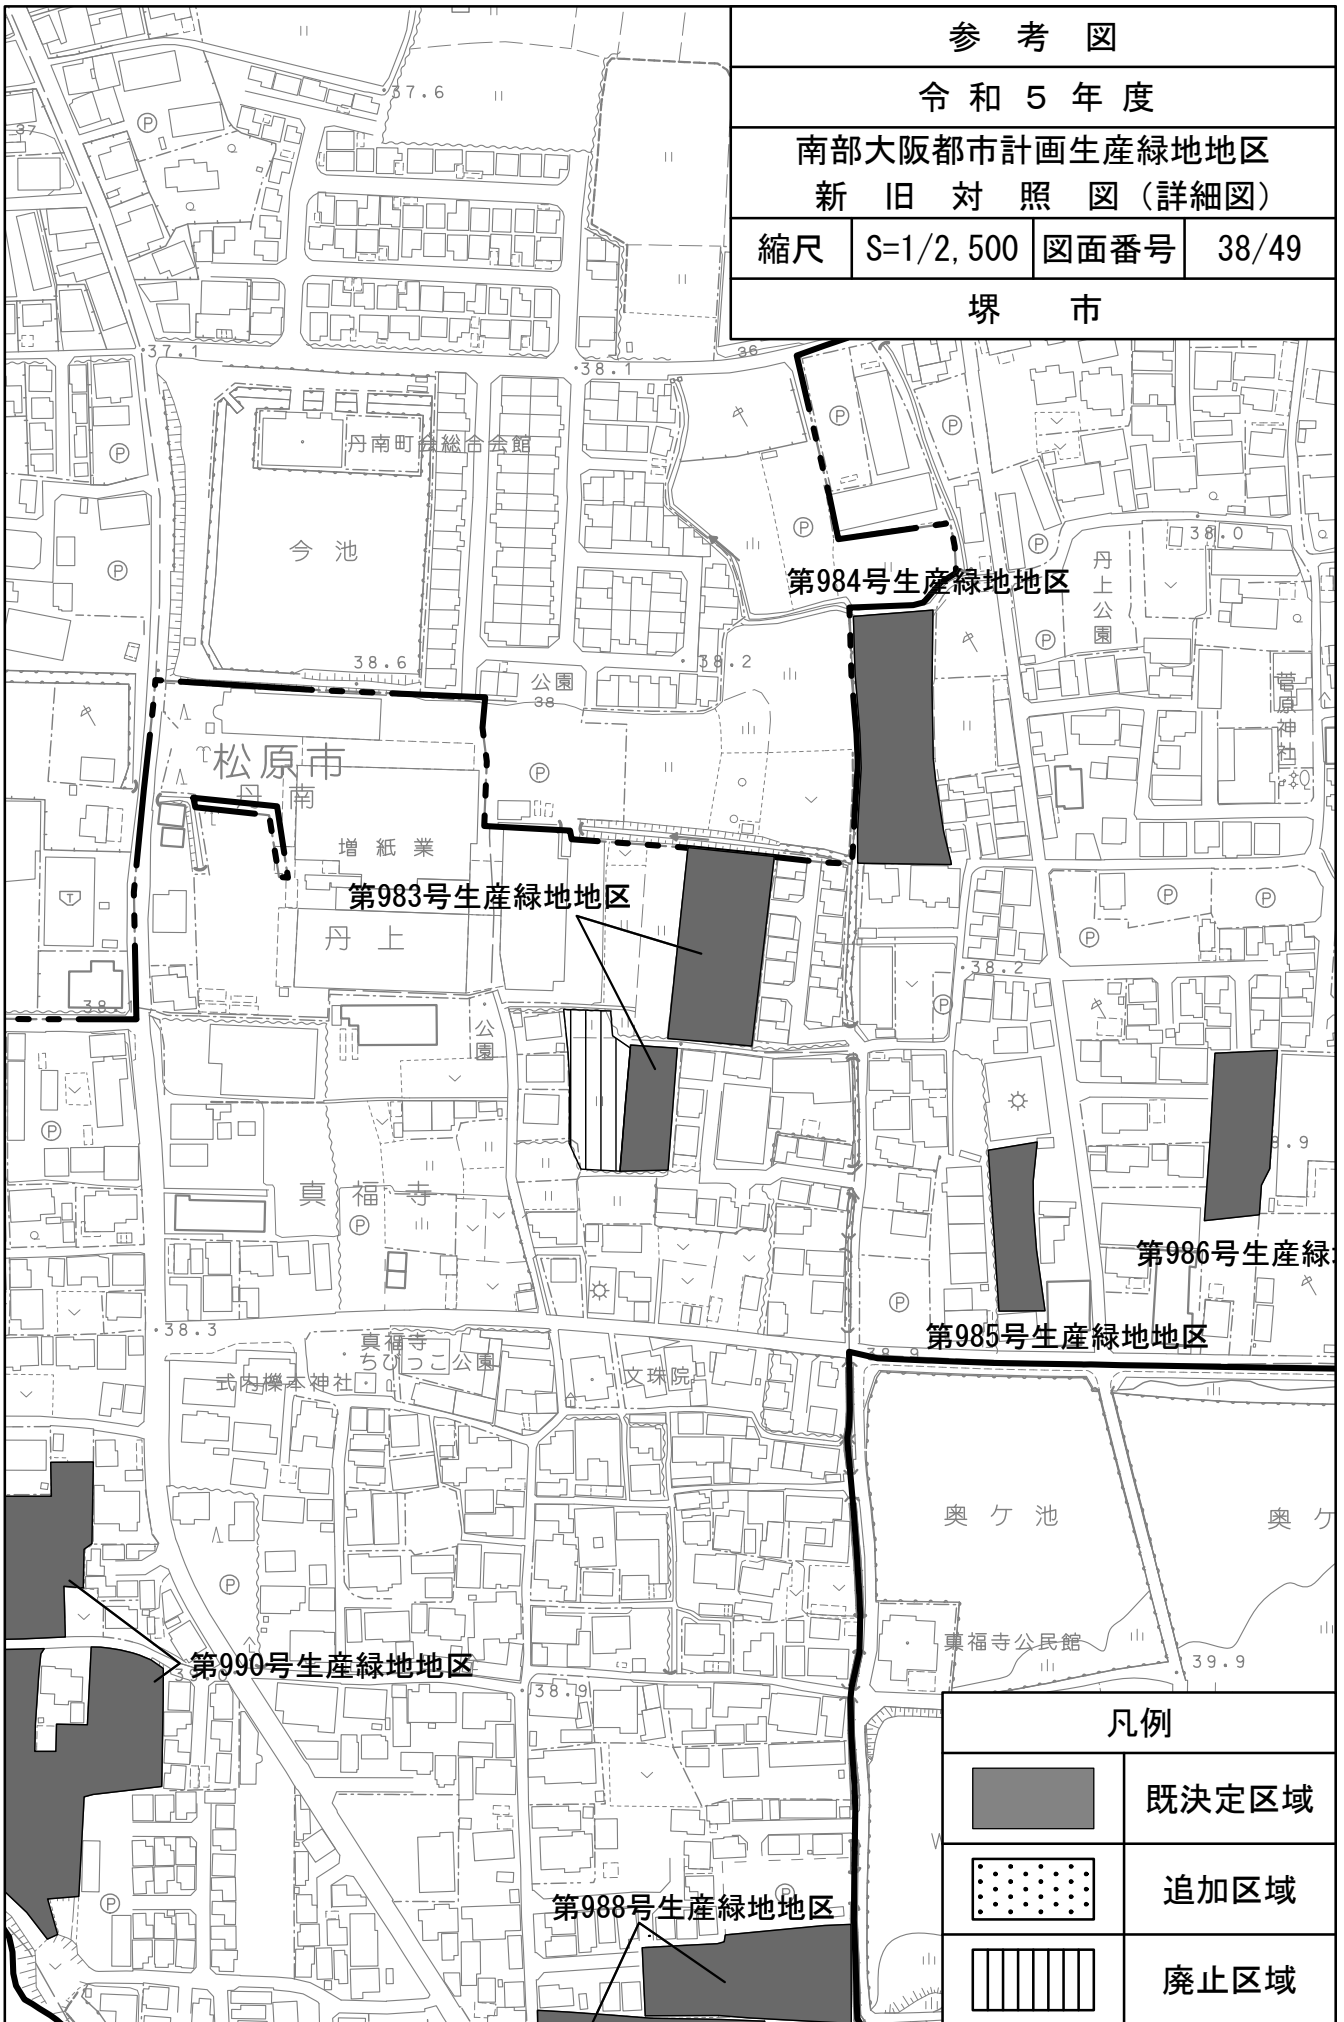 参考図
令和5年度
南部大阪都市計画生産緑地地区
新旧対照図(詳細図)
縮尺 S=1/2,500 図面番号 38/49
堺市
37.6
37
37.1
38.1
36
丹南町会総合会館
今池
38.0
丹上公園
第984号生産緑地地区
38.6
38.2
公園
38
菅原神社
松原市
丹南
増紙業
第983号生産緑地地区
丹上
38.2
38.1
公園
38.9
真福寺
第986号生産緑
38.3
第985号生産緑地地区
38.9
真福寺
ちびっこ公園
式内櫟本神社
文珠院
奥ケ池
奥ケ
真福寺公民館
39.9
第990号生産緑地地区
38.9
凡例
既決定区域
追加区域
廃止区域
第988号生産緑地地区